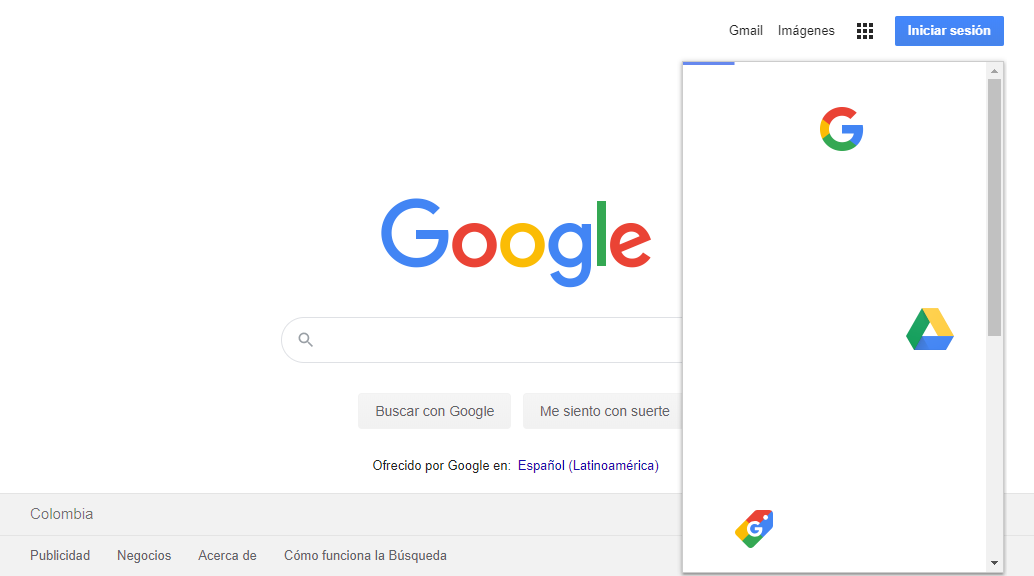 Gmail Imágenes Iniciar sesión
Google
Buscar con Google Me siento con suerte
Ofrecido por Google en: Español (Latinoamérica)
Colombia
Publicidad Negocios Acerca de Cómo funciona la Búsqueda
G
G